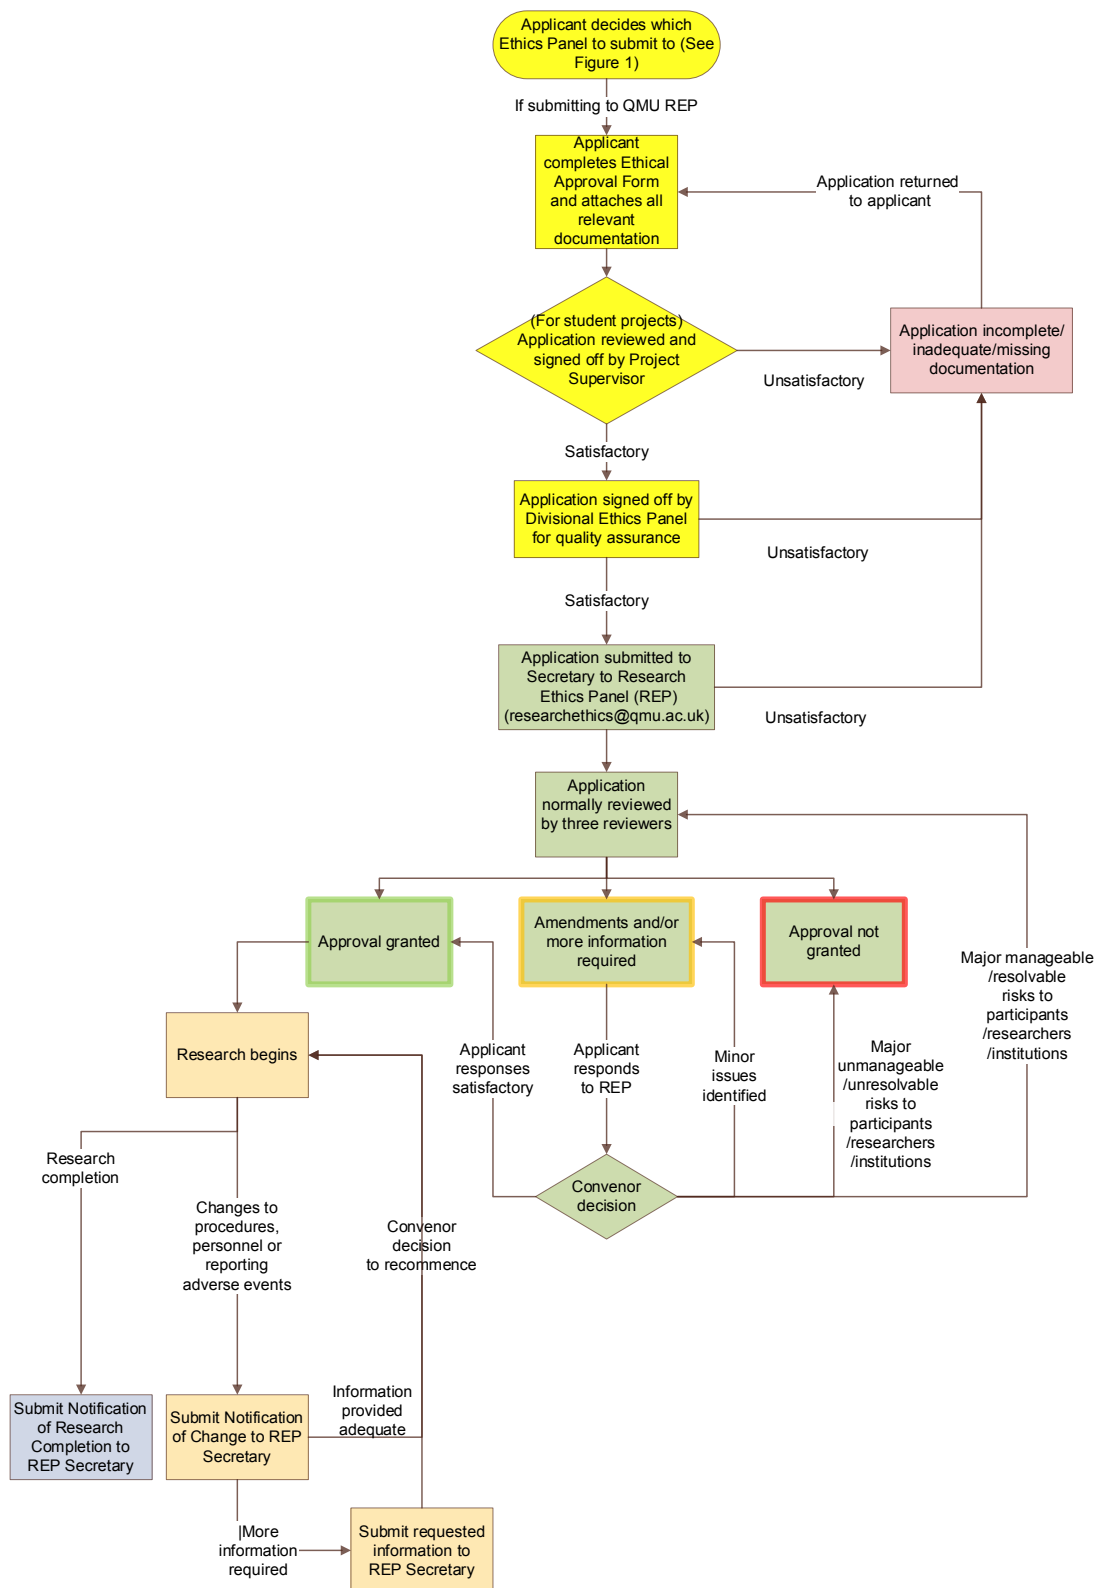 Applicant decides which
Ethics Panel to submit to (See
Figure 1)
If submitting to QMU REP
Applicant
completes Ethical
Approval Form
and attaches all
relevant
documentation
Application returned
to applicant
(For student projects)
Application reviewed and
signed off by Project
Supervisor
Application incomplete/
inadequate/missing
documentation
Unsatisfactory
Satisfactory
Application signed off by
Divisional Ethics Panel
for quality assurance
Unsatisfactory
Satisfactory
Application submitted to
Secretary to Research
Ethics Panel (REP)
(researchethics@qmu.ac.uk)
Unsatisfactory
Application
normally reviewed
by three reviewers
Approval granted
Amendments and/or
more information
required
Approval not
granted
Major manageable
/resolvable
risks to
participants
/researchers
/institutions
Research begins
Applicant
responses
satisfactory
Applicant
responds
to REP
Minor
issues
identified
Major
unmanageable
/unresolvable
risks to
participants
/researchers
/institutions
Research
completion
Convenor
decision
Changes to
procedures,
personnel or
reporting
adverse events
Convenor
decision
to recommence
Submit Notification
of Research
Completion to
REP Secretary
Submit Notification
of Change to REP
Secretary
Information
provided
adequate
|More
information
required
Submit requested
information to
REP Secretary